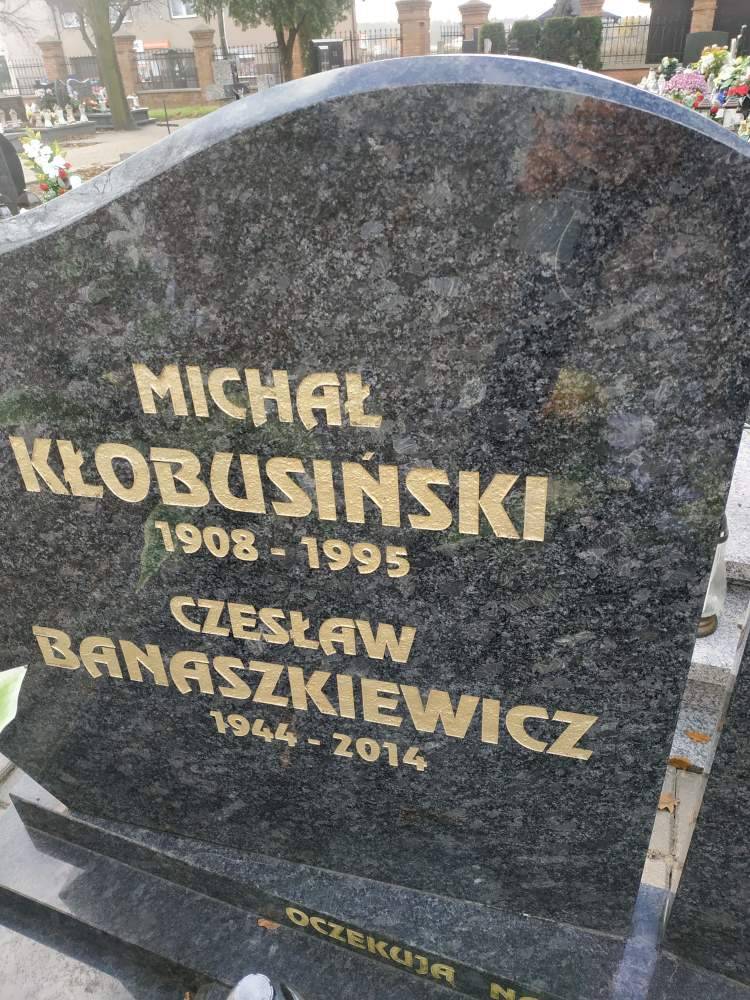 MICHAŁ
KŁOBUSIŃSKI
1908 - 1995
CZESŁAW
BANASZKIEWICZ
1944 - 2014
OCZEKUJĄ